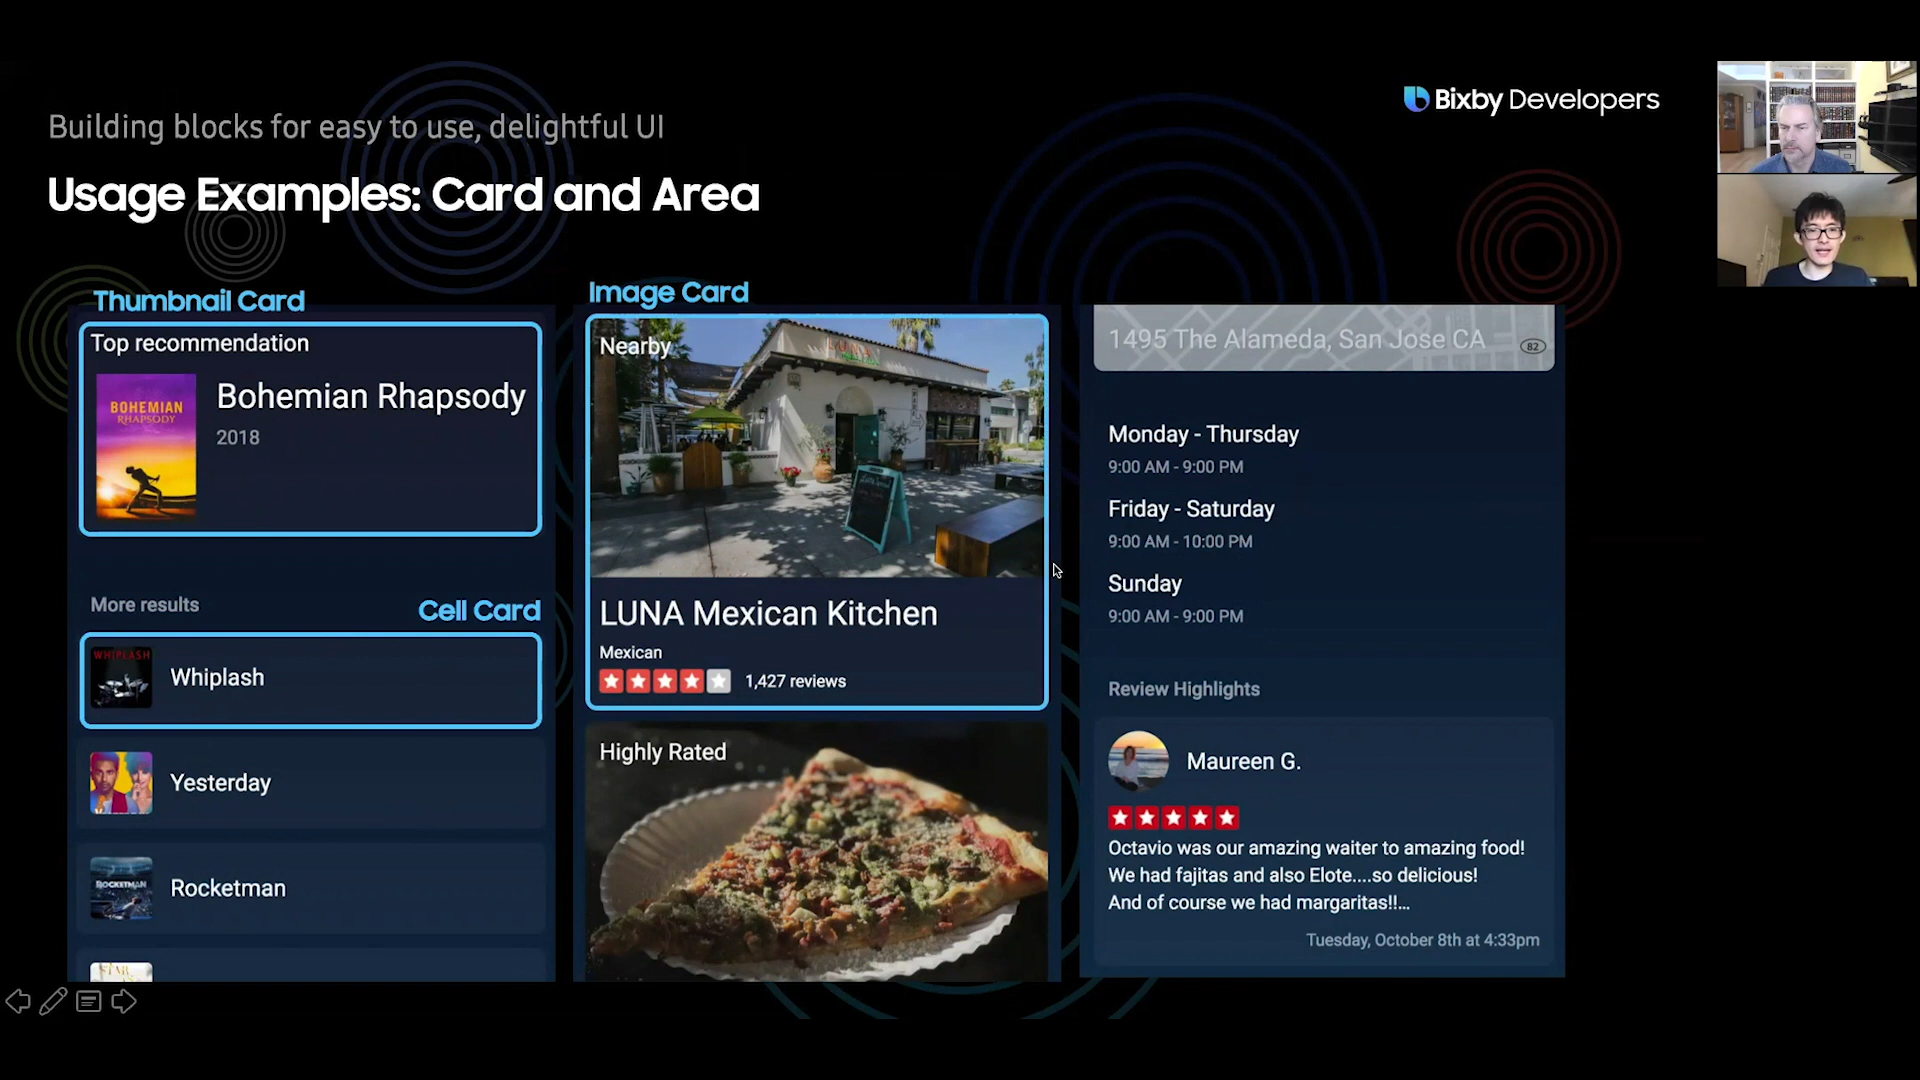 Building blocks for easy to use, delightful UI
Bixby Developers
Usage Examples: Card and Area
Thumbnail Card
Top recommendation
BOHEMIAN
RHAPSODY
Bohemian Rhapsody
2018
More results
Cell Card
WHIPLASH
Whiplash
Yesterday
ROCKETMAN
Rocketman
Image Card
Nearby
LUNA
LUNA Mexican Kitchen
Mexican
1,427 reviews
Highly Rated
1495 The Alameda, San Jose CA
82
Monday - Thursday
9:00 AM - 9:00 PM
Friday - Saturday
9:00 AM - 10:00 PM
Sunday
9:00 AM - 9:00 PM
Review Highlights
Maureen G.
Octavio was our amazing waiter to amazing food!
We had fajitas and also Elote....so delicious!
And of course we had margaritas!!...
Tuesday, October 8th at 4:33pm